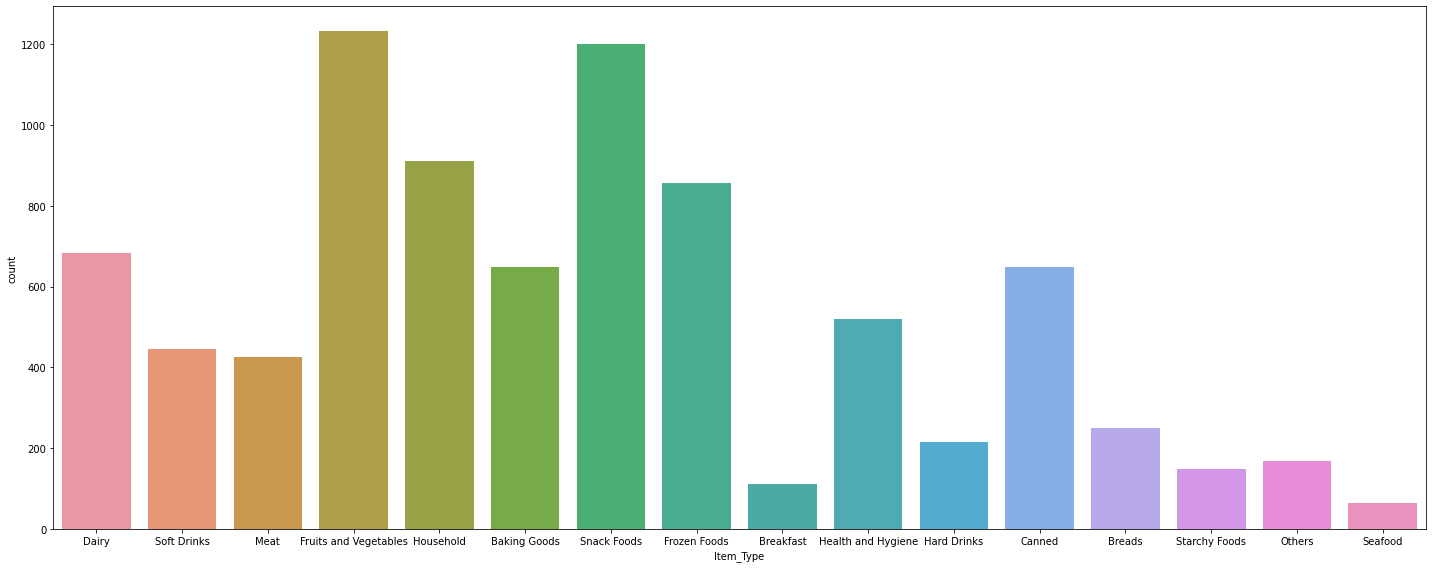 count
1200
1000
800
600
400
200
0
Dairy
Soft Drinks
Meat
Fruits and Vegetables
Household
Baking Goods
Snack Foods
Frozen Foods
Breakfast
Health and Hygiene
Hard Drinks
Canned
Breads
Starchy Foods
Others
Seafood
Item_Type